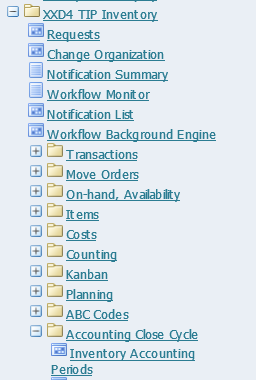 XXD4 TIP Inventory
Requests
Change Organization
Notification Summary
Workflow Monitor
Notification List
Workflow Background Engine
Transactions
Move Orders
On-hand, Availability
Items
Costs
Counting
Kanban
Planning
ABC Codes
Accounting Close Cycle
Inventory Accounting
Periods